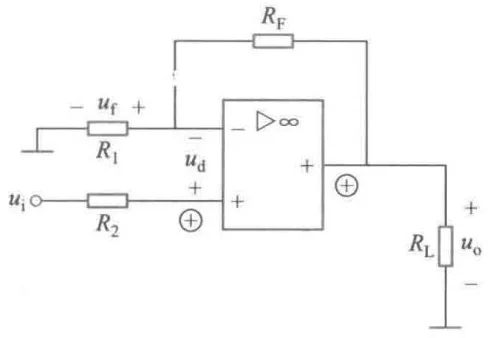 R_F
− u_f +
R_1
− −
▷∞
u_d
+ + ⊕
+ +
u_i
R_2
⊕
R_L
u_o
−